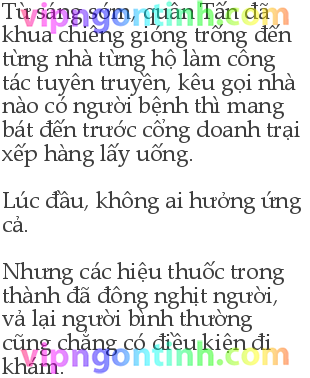 Từ sáng sớm, quân Tấn đã
khua chiêng gióng trống đến
từng nhà từng hộ làm công
tác tuyên truyền, kêu gọi nhà
nào có người bệnh thì mang
bát đến trước cổng doanh trại
xếp hàng lấy uống.
Lúc đầu, không ai hưởng ứng
cả.
Nhưng các hiệu thuốc trong
thành đã đông nghịt người,
vả lại người bình thường
cũng chẳng có điều kiện đi
khám.
vipngontinh.com
vipngontinh.com